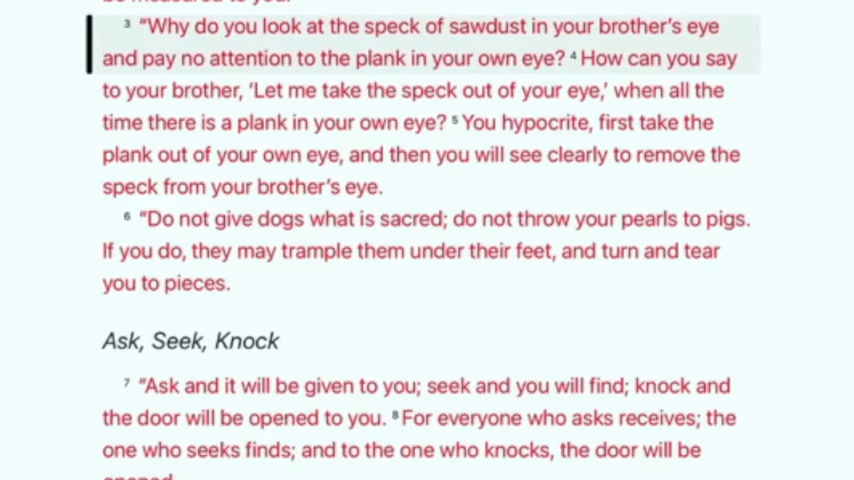 be measured to you.
3 “Why do you look at the speck of sawdust in your brother’s eye
and pay no attention to the plank in your own eye? 4 How can you say
to your brother, ‘Let me take the speck out of your eye,’ when all the
time there is a plank in your own eye? 5 You hypocrite, first take the
plank out of your own eye, and then you will see clearly to remove the
speck from your brother’s eye.
6 “Do not give dogs what is sacred; do not throw your pearls to pigs.
If you do, they may trample them under their feet, and turn and tear
you to pieces.
Ask, Seek, Knock
7 “Ask and it will be given to you; seek and you will find; knock and
the door will be opened to you. 8 For everyone who asks receives; the
one who seeks finds; and to the one who knocks, the door will be
opened